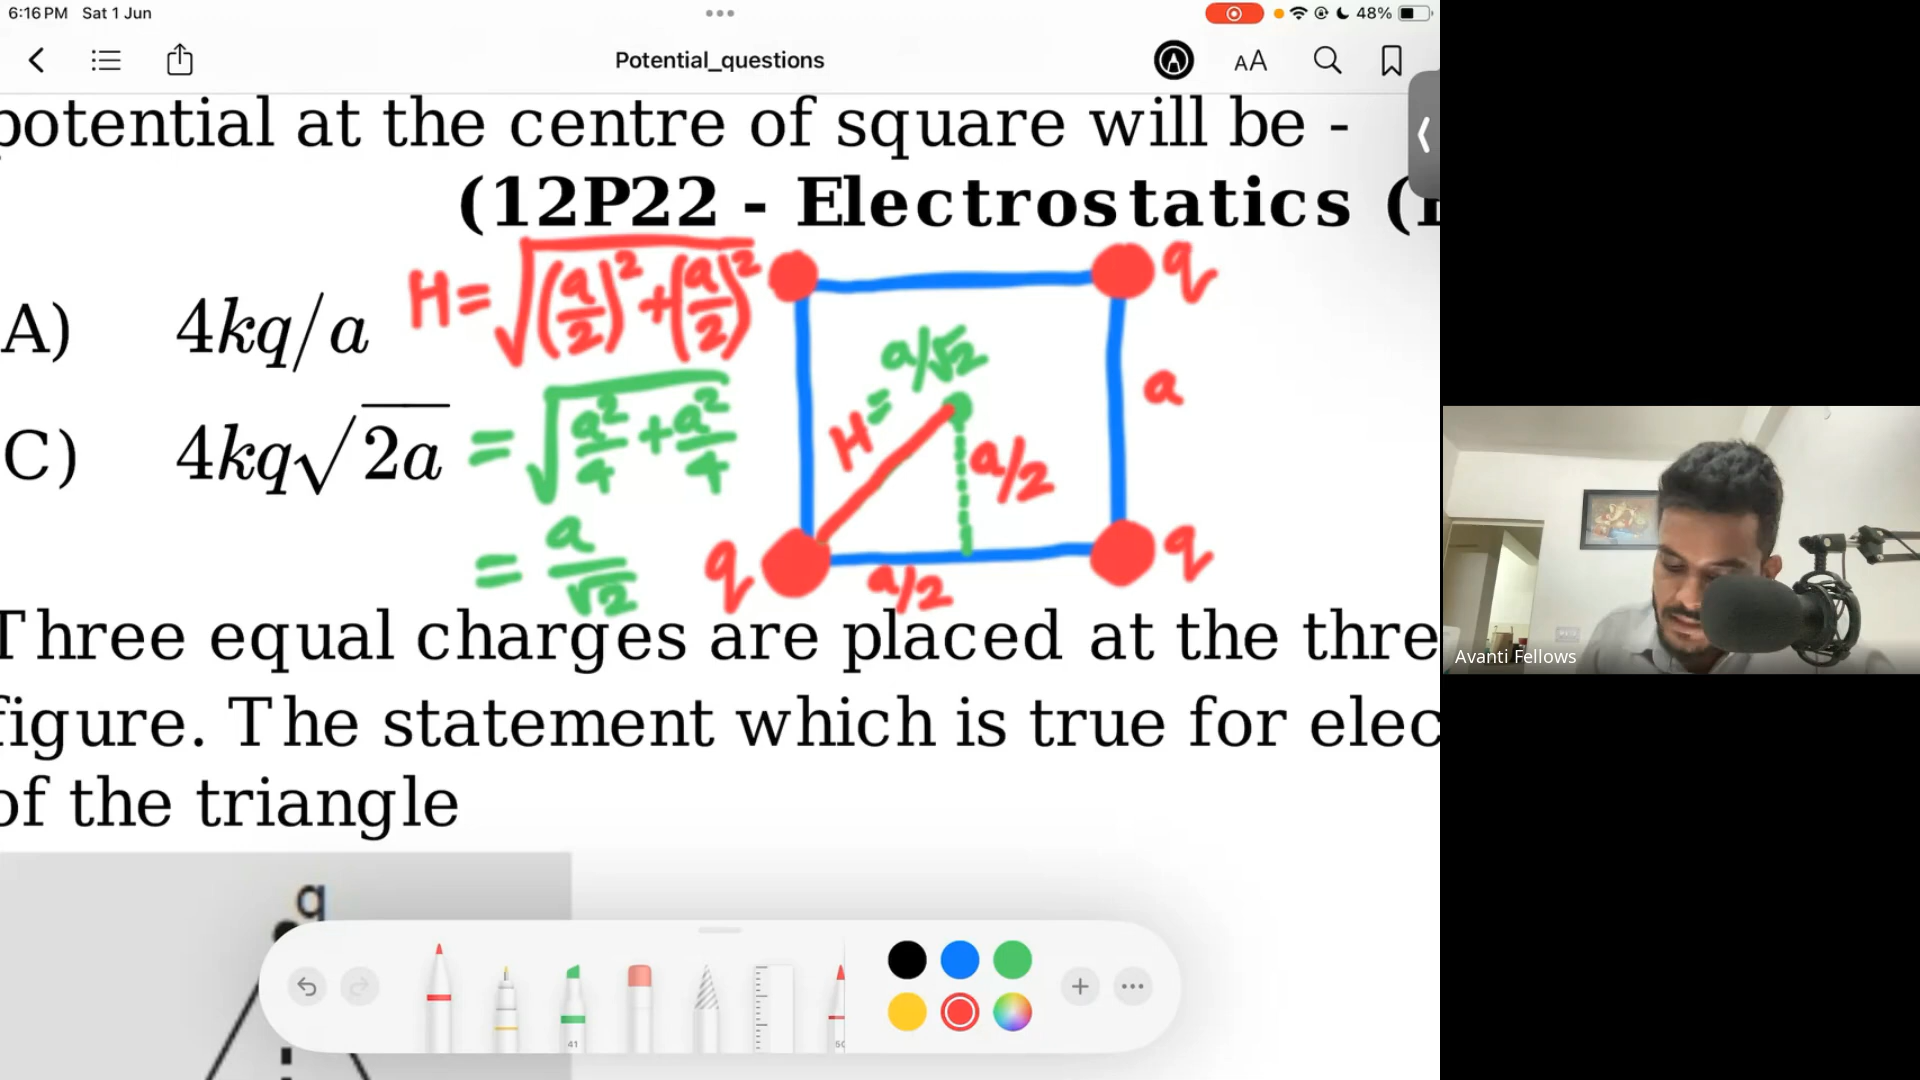 6:16 PM Sat 1 Jun
48%
Potential_questions
AA
potential at the centre of square will be -
(12P22 - Electrostatics (
A) 4kq/a
H=√((a/2)²+(a/2)²)
q
a/√2
H=
a
C) 4kq√2a
=√(a²/4+a²/4)
a/2
=a/√2
q
a/2
q
Three equal charges are placed at the thre
figure. The statement which is true for elec
of the triangle
q
41
50
Avanti Fellows